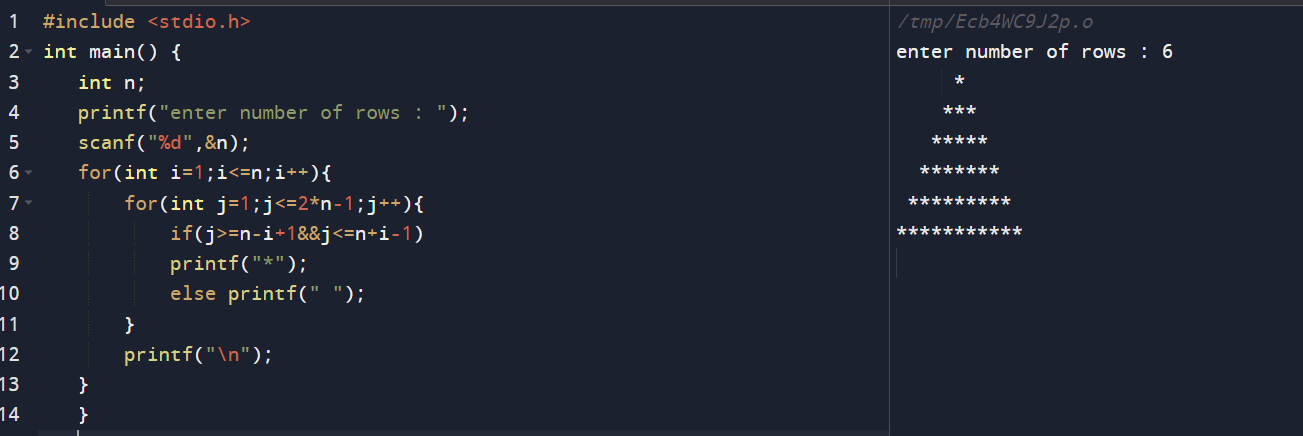 1 #include <stdio.h>
2 int main() {
3    int n;
4    printf("enter number of rows : ");
5    scanf("%d",&n);
6    for(int i=1;i<=n;i++){
7        for(int j=1;j<=2*n-1;j++){
8            if(j>=n-i+1&&j<=n+i-1)
9            printf("*");
10            else printf(" ");
11        }
12        printf("\n");
13    }
14    }
/tmp/Ecb4WC9J2p.o
enter number of rows : 6
     *
    ***
   *****
  *******
 *********
***********